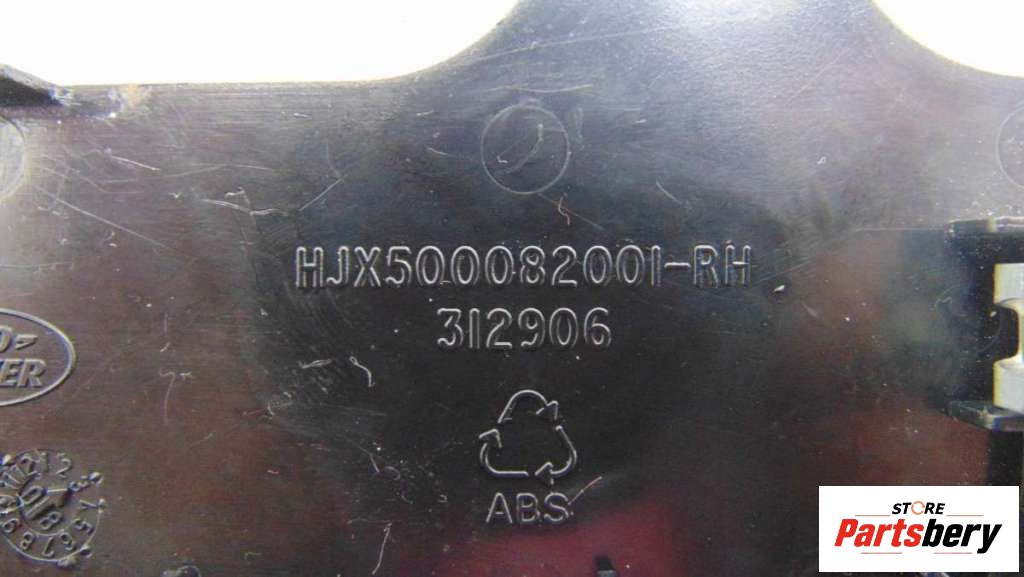 HJX500082001-RH
312906
ABS
STORE
Partsbery